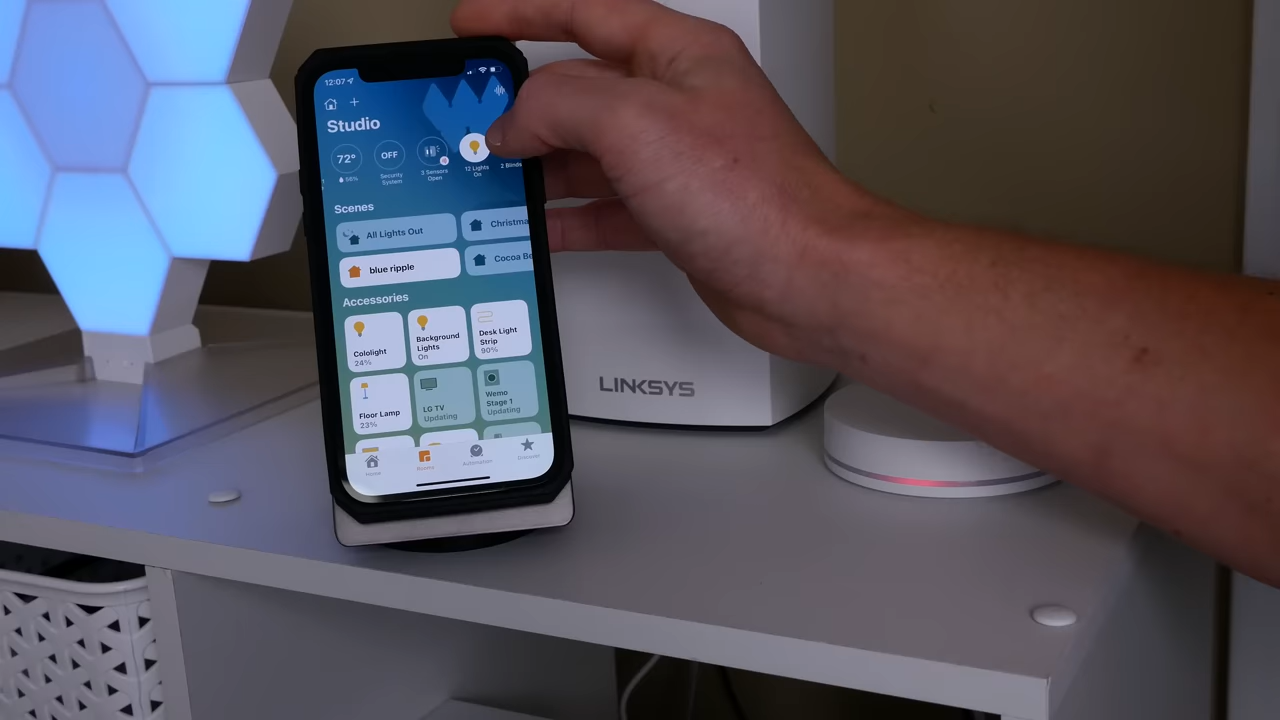 12:07
Studio
72°
96%
OFF
Security
System
3 Sensors
Open
12 Lights
On
2 Blinds
Scenes
All Lights Out
Christma
blue ripple
Cocoa Be
Accessories
Cololight
24%
Background
Lights
On
Desk Light
Strip
90%
Floor Lamp
23%
LG TV
Updating
Wemo
Stage 1
Updating
Home
Rooms
Automation
Discover
LINKSYS